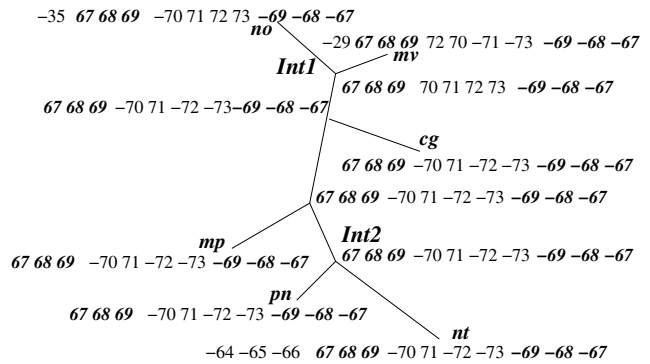 −35 67 68 69 −70 71 72 73 −69 −68 −67
no
−29 67 68 69 72 70 −71 −73 −69 −68 −67
mv
Int1
67 68 69 70 71 72 73 −69 −68 −67
67 68 69 −70 71 −72 −73−69 −68 −67
cg
67 68 69 −70 71 −72 −73 −69 −68 −67
67 68 69 −70 71 −72 −73 −69 −68 −67
Int2
mp
67 68 69 −70 71 −72 −73 −69 −68 −67
67 68 69 −70 71 −72 −73 −69 −68 −67
pn
67 68 69 −70 71 −72 −73 −69 −68 −67
nt
−64 −65 −66 67 68 69 −70 71 −72 −73 −69 −68 −67